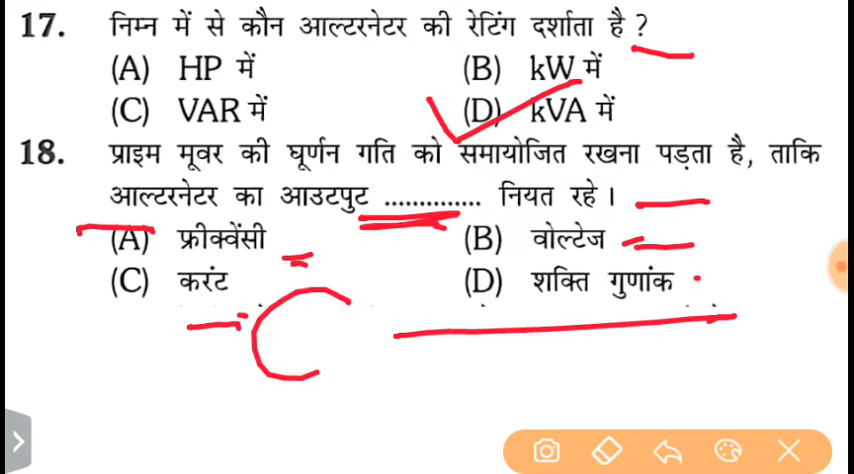 17. निम्न में से कौन आल्टरनेटर की रेटिंग दर्शाता है ?
(A) HP में (B) kW में
(C) VAR में (D) kVA में
18. प्राइम मूवर की घूर्णन गति को समायोजित रखना पड़ता है, ताकि
आल्टरनेटर का आउटपुट .............. नियत रहे ।
(A) फ्रीक्वेंसी (B) वोल्टेज
(C) करंट (D) शक्ति गुणांक